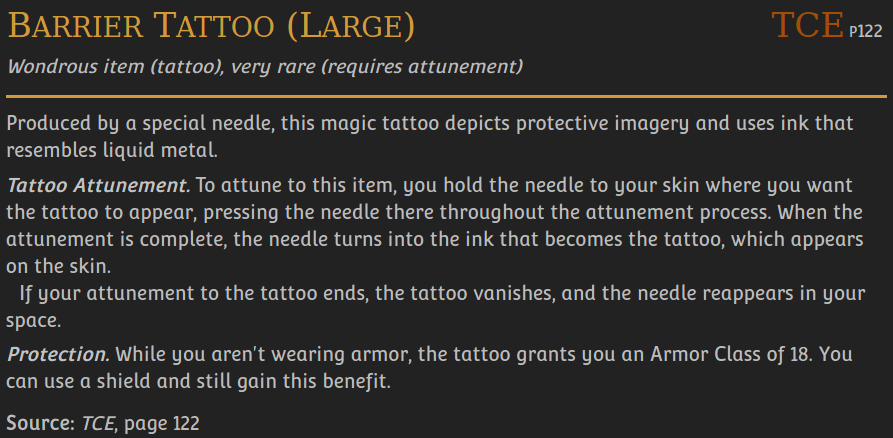 Barrier Tattoo (Large) TCE P122
Wondrous item (tattoo), very rare (requires attunement)
Produced by a special needle, this magic tattoo depicts protective imagery and uses ink that
resembles liquid metal.
Tattoo Attunement. To attune to this item, you hold the needle to your skin where you want
the tattoo to appear, pressing the needle there throughout the attunement process. When the
attunement is complete, the needle turns into the ink that becomes the tattoo, which appears
on the skin.
If your attunement to the tattoo ends, the tattoo vanishes, and the needle reappears in your
space.
Protection. While you aren't wearing armor, the tattoo grants you an Armor Class of 18. You
can use a shield and still gain this benefit.
Source: TCE, page 122